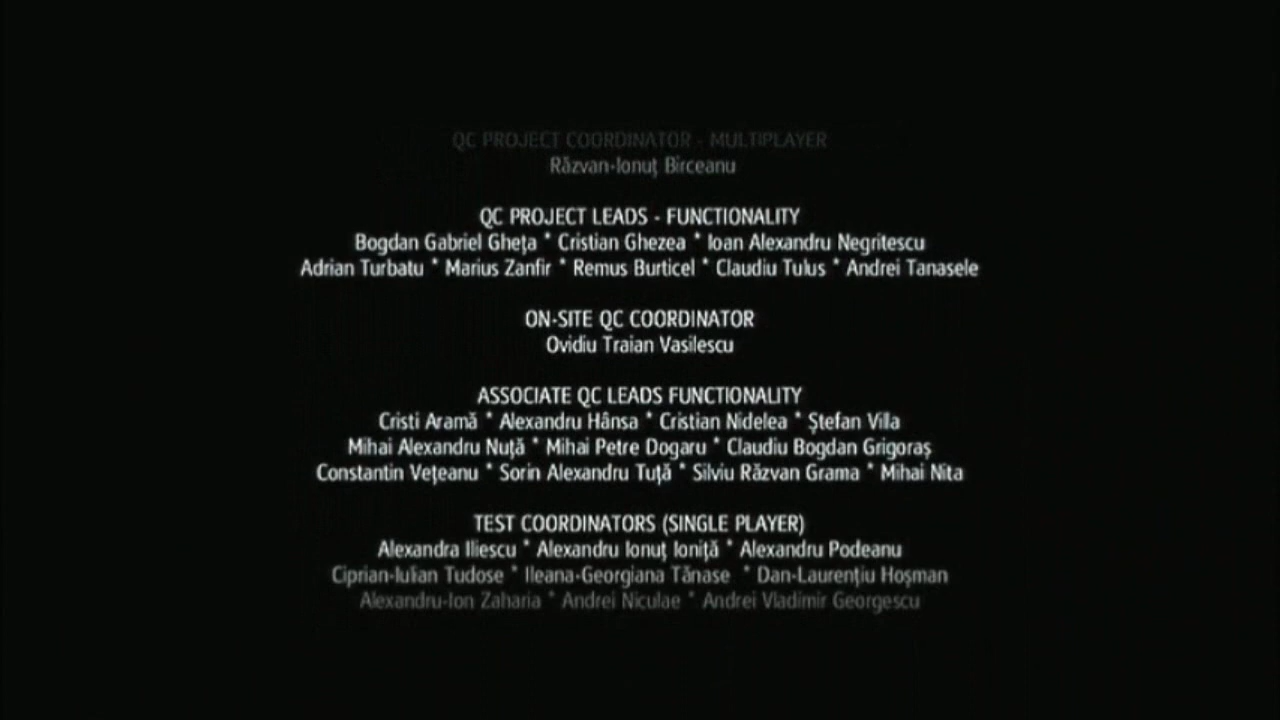 QC PROJECT COORDINATOR - MULTIPLAYER
Răzvan-Ionuț Birceanu
QC PROJECT LEADS - FUNCTIONALITY
Bogdan Gabriel Gheța * Cristian Ghezea * Ioan Alexandru Negritescu
Adrian Turbatu * Marius Zanfir * Remus Burticel * Claudiu Tulus * Andrei Tanasele
ON-SITE QC COORDINATOR
Ovidiu Traian Vasilescu
ASSOCIATE QC LEADS FUNCTIONALITY
Cristi Aramă * Alexandru Hânsa * Cristian Nidelea * Ștefan Villa
Mihai Alexandru Nuță * Mihai Petre Dogaru * Claudiu Bogdan Grigoraș
Constantin Vețeanu * Sorin Alexandru Tuță * Silviu Răzvan Grama * Mihai Nita
TEST COORDINATORS (SINGLE PLAYER)
Alexandra Iliescu * Alexandru Ionuț Ioniță * Alexandru Podeanu
Ciprian-Iulian Tudose * Ileana-Georgiana Tănase * Dan-Laurențiu Hoșman
Alexandru-Ion Zaharia * Andrei Niculae * Andrei Vladimir Georgescu